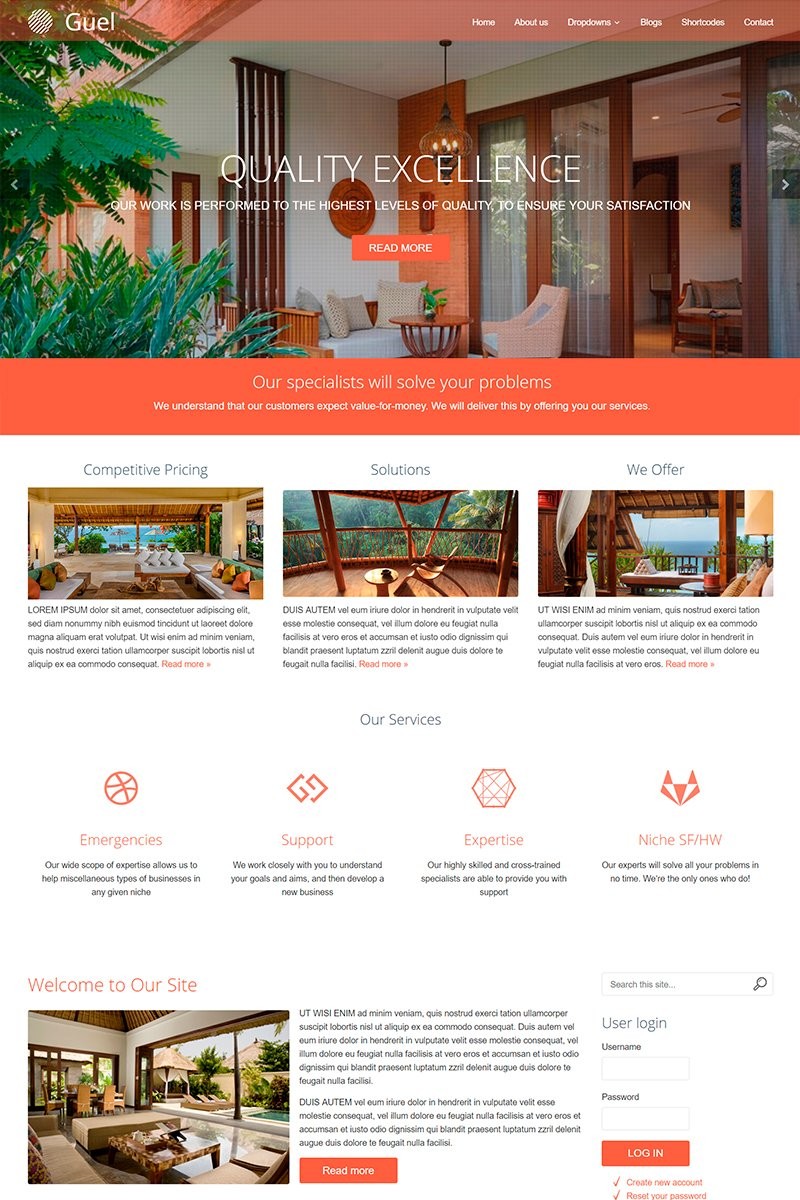 Guel
Home About us Dropdowns Blogs Shortcodes Contact
QUALITY EXCELLENCE
OUR WORK IS PERFORMED TO THE HIGHEST LEVELS OF QUALITY, TO ENSURE YOUR SATISFACTION
READ MORE
Our specialists will solve your problems
We understand that our customers expect value-for-money. We will deliver this by offering you our services.
Competitive Pricing
LOREM IPSUM dolor sit amet, consectetuer adipiscing elit,
sed diam nonummy nibh euismod tincidunt ut laoreet dolore
magna aliquam erat volutpat. Ut wisi enim ad minim veniam,
quis nostrud exerci tation ullamcorper suscipit lobortis nisl ut
aliquip ex ea commodo consequat. Read more »
Solutions
DUIS AUTEM vel eum iriure dolor in hendrerit in vulputate velit
esse molestie consequat, vel illum dolore eu feugiat nulla
facilisis at vero eros et accumsan et iusto odio dignissim qui
blandit praesent luptatum zzril delenit augue duis dolore te
feugait nulla facilisi. Read more »
We Offer
UT WISI ENIM ad minim veniam, quis nostrud exerci tation
ullamcorper suscipit lobortis nisl ut aliquip ex ea commodo
consequat. Duis autem vel eum iriure dolor in hendrerit in
vulputate velit esse molestie consequat, vel illum dolore eu
feugiat nulla facilisis at vero eros. Read more »
Our Services
Emergencies
Our wide scope of expertise allows us to
help miscellaneous types of businesses in
any given niche
Support
We work closely with you to understand
your goals and aims, and then develop a
new business
Expertise
Our highly skilled and cross-trained
specialists are able to provide you with
support
Niche SF/HW
Our experts will solve all your problems in
no time. We're the only ones who do!
Welcome to Our Site
UT WISI ENIM ad minim veniam, quis nostrud exerci tation ullamcorper
suscipit lobortis nisl ut aliquip ex ea commodo consequat. Duis autem vel
eum iriure dolor in hendrerit in vulputate velit esse molestie consequat, vel
illum dolore eu feugiat nulla facilisis at vero eros et accumsan et iusto odio
dignissim qui blandit praesent luptatum zzril delenit augue duis dolore te
feugait nulla facilisi.
DUIS AUTEM vel eum iriure dolor in hendrerit in vulputate velit esse
molestie consequat, vel illum dolore eu feugiat nulla facilisis at vero eros et
accumsan et iusto odio dignissim qui blandit praesent luptatum zzril delenit
augue duis dolore te feugait nulla facilisi.
Read more
Search this site...
User login
Username
Password
LOG IN
Create new account
Reset your password